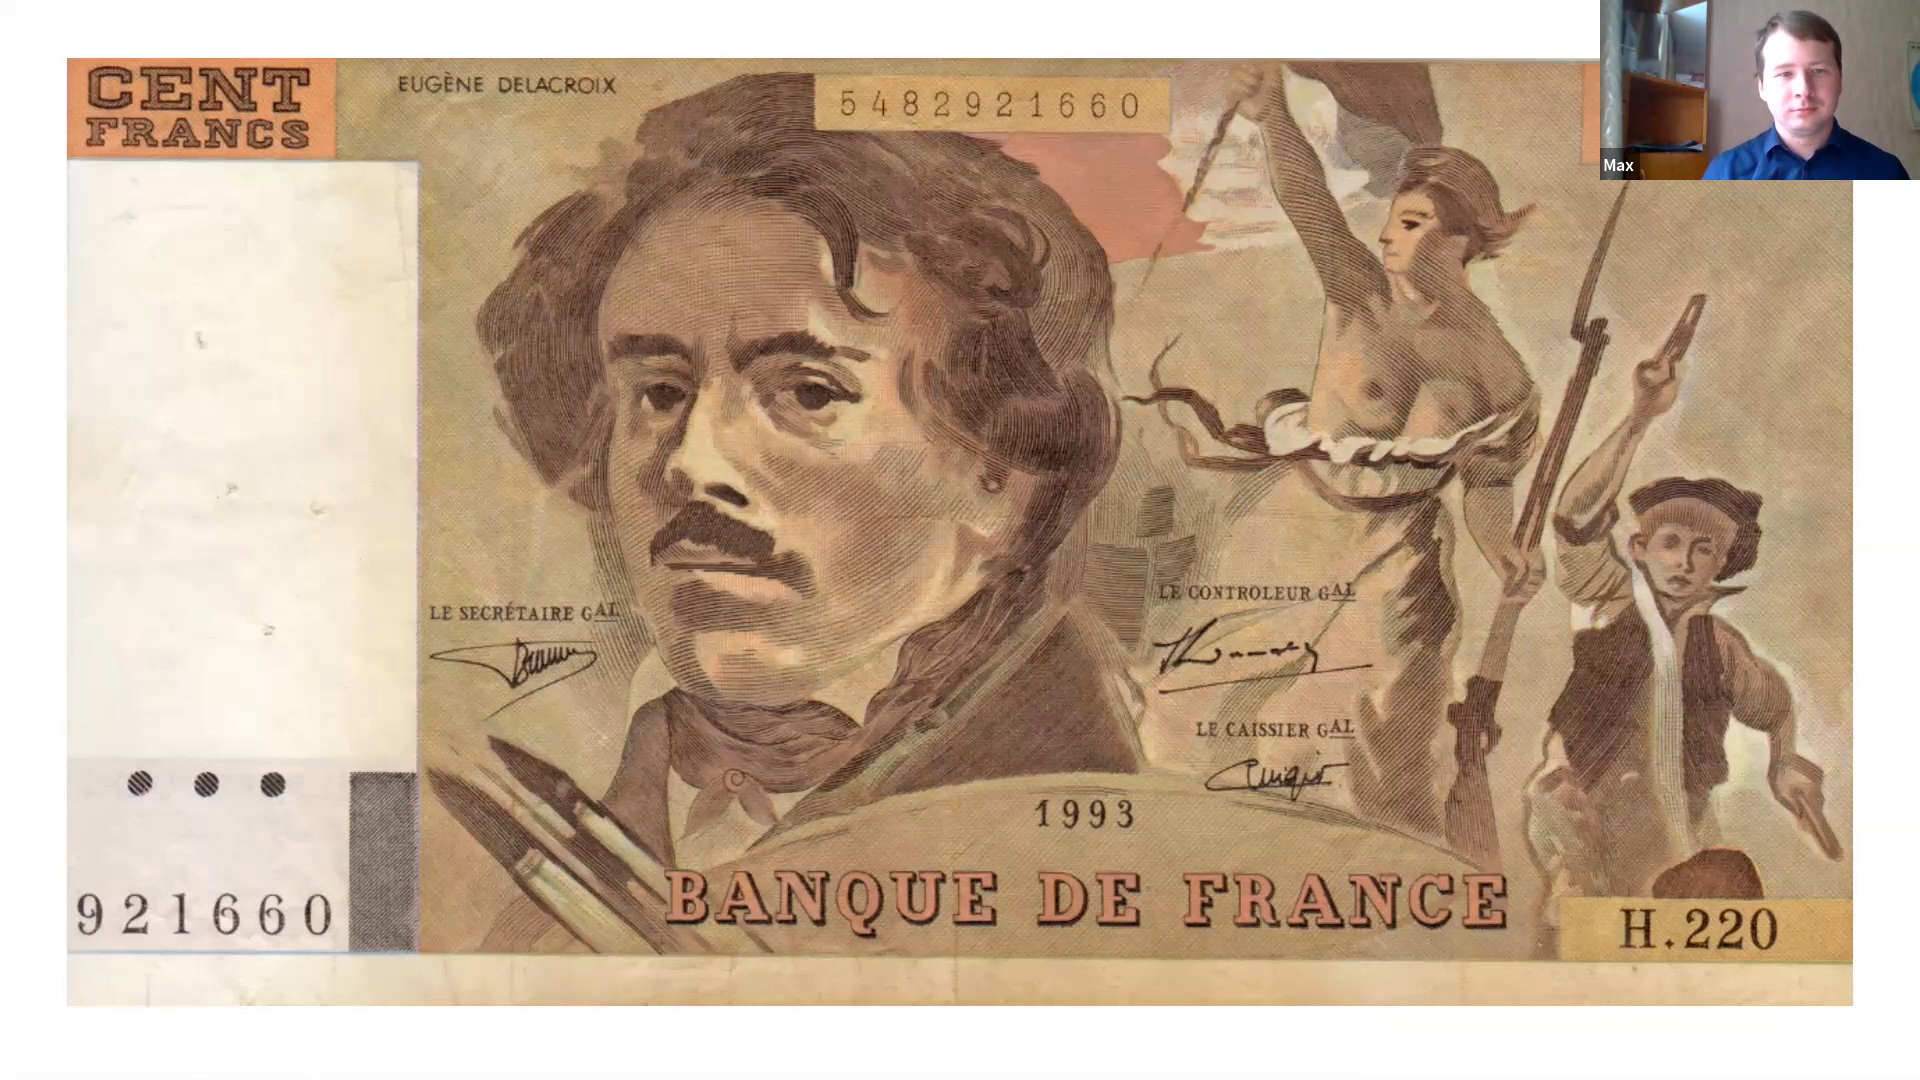 CENT
FRANCS
EUGÈNE DELACROIX
5482921660
Max
LE SECRÉTAIRE GAL
LE CONTROLEUR GAL
LE CAISSIER GAL
1993
BANQUE DE FRANCE
921660
H.220